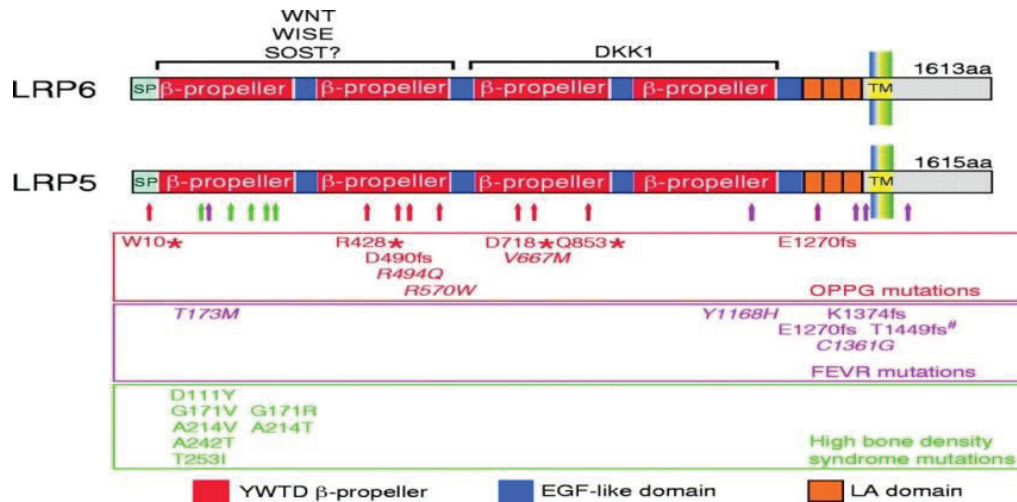 WNT
WISE
SOST?
DKK1
LRP6
SP β-propeller β-propeller β-propeller β-propeller TM
1613aa
LRP5
SP β-propeller β-propeller β-propeller β-propeller TM
1615aa
W10* R428* D718* Q853* E1270fs
D490fs V667M
R494Q
R570W
OPPG mutations
T173M Y1168H K1374fs
E1270fs T1449fs#
C1361G
FEVR mutations
D111Y
G171V G171R
A214V A214T
A242T
T253I
High bone density
syndrome mutations
YWTD β-propeller EGF-like domain LA domain